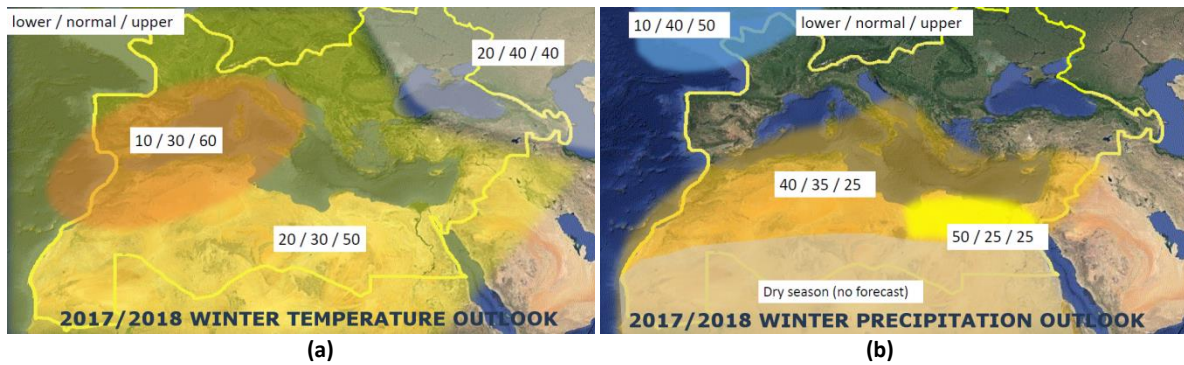 lower / normal / upper
20 / 40 / 40
10 / 30 / 60
20 / 30 / 50
2017/2018 WINTER TEMPERATURE OUTLOOK
(a)
10 / 40 / 50
lower / normal / upper
40 / 35 / 25
50 / 25 / 25
Dry season (no forecast)
2017/2018 WINTER PRECIPITATION OUTLOOK
(b)